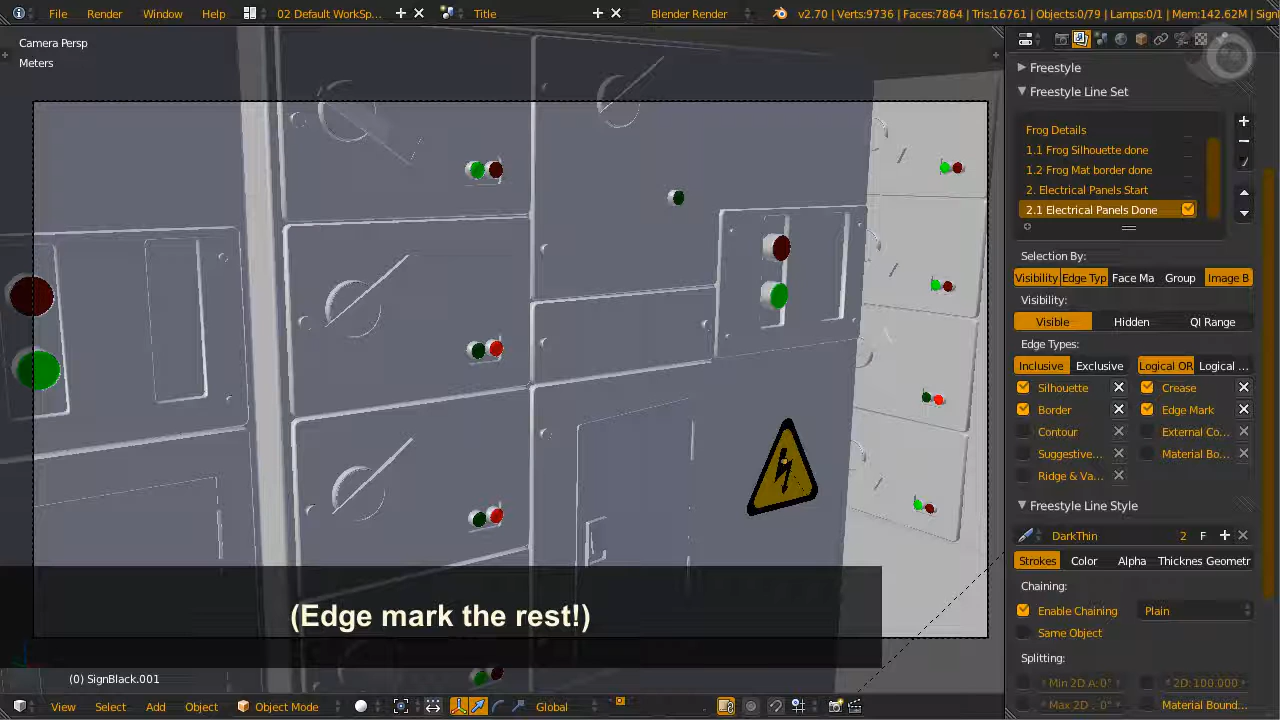 File Render Window Help 02 Default WorkSp... Title Blender Render v2.70 | Verts:9736 | Faces:7864 | Tris:16761 | Objects:0/79 | Lamps:0/1 | Mem:142.62M | Sign
Camera Persp
Meters
Freestyle
Freestyle Line Set
Frog Details
1.1 Frog Silhouette done
1.2 Frog Mat border done
2. Electrical Panels Start
2.1 Electrical Panels Done
Selection By:
Visibility Edge Typ Face Ma Group Image B
Visibility:
Visible Hidden QI Range
Edge Types:
Inclusive Exclusive Logical OR Logical ...
Silhouette Crease
Border Edge Mark
Contour External Co...
Suggestive... Material Bo...
Ridge & Va...
Freestyle Line Style
DarkThin 2 F
Strokes Color Alpha Thicknes Geometr
Chaining:
Enable Chaining Plain
Same Object
Splitting:
Min 2D A: 0° 2D: 100.000
Max 2D : 0° Material Bound...
(Edge mark the rest!)
(0) SignBlack.001
View Select Add Object Object Mode Global